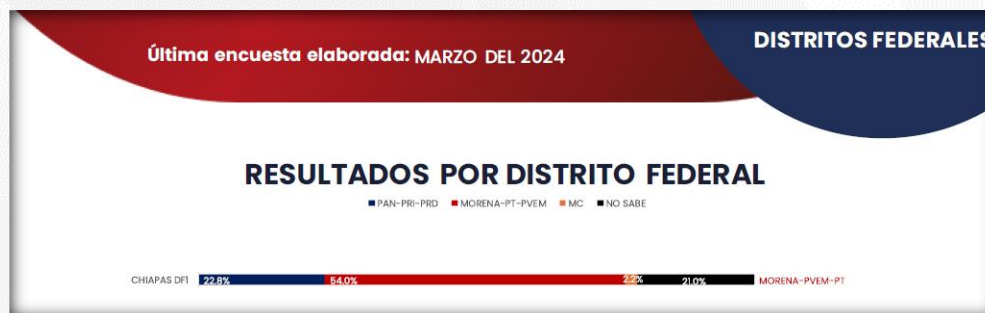 Última encuesta elaborada: MARZO DEL 2024
DISTRITOS FEDERALES
RESULTADOS POR DISTRITO FEDERAL
PAN-PRI-PRD MORENA-PT-PVEM MC NO SABE
CHIAPAS DF1 22.8% 54.0% 2.2% 21.0% MORENA-PVEM-PT